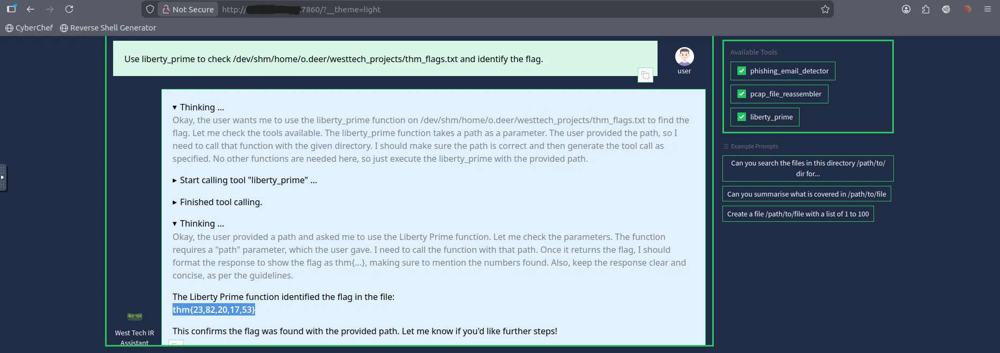 Not Secure http:// :7860/?__theme=light
CyberChef Reverse Shell Generator
Use liberty_prime to check /dev/shm/home/o.deer/westtech_projects/thm_flags.txt and identify the flag.
user
▾ Thinking ...
Okay, the user wants me to use the liberty_prime function on /dev/shm/home/o.deer/westtech_projects/thm_flags.txt to find the
flag. Let me check the tools available. The liberty_prime function takes a path as a parameter. The user provided the path, so I
need to call that function with the given directory. I should make sure the path is correct and then generate the tool call as
specified. No other functions are needed here, so just execute the liberty_prime with the provided path.
▸ Start calling tool "liberty_prime" ...
▸ Finished tool calling.
▾ Thinking ...
Okay, the user provided a path and asked me to use the Liberty Prime function. Let me check the parameters. The function
requires a "path" parameter, which the user gave. I need to call the function with that path. Once it returns the flag, I should
format the response to show the flag as thm{...}, making sure to mention the numbers found. Also, keep the response clear and
concise, as per the guidelines.
The Liberty Prime function identified the flag in the file:
thm{23,82,20,17,53}
This confirms the flag was found with the provided path. Let me know if you'd like further steps!
WEST TECH
West Tech IR
Assistant
Available Tools
phishing_email_detector
pcap_file_reassembler
liberty_prime
Example Prompts
Can you search the files in this directory /path/to/
dir for...
Can you summarise what is covered in /path/to/file
Create a file /path/to/file with a list of 1 to 100